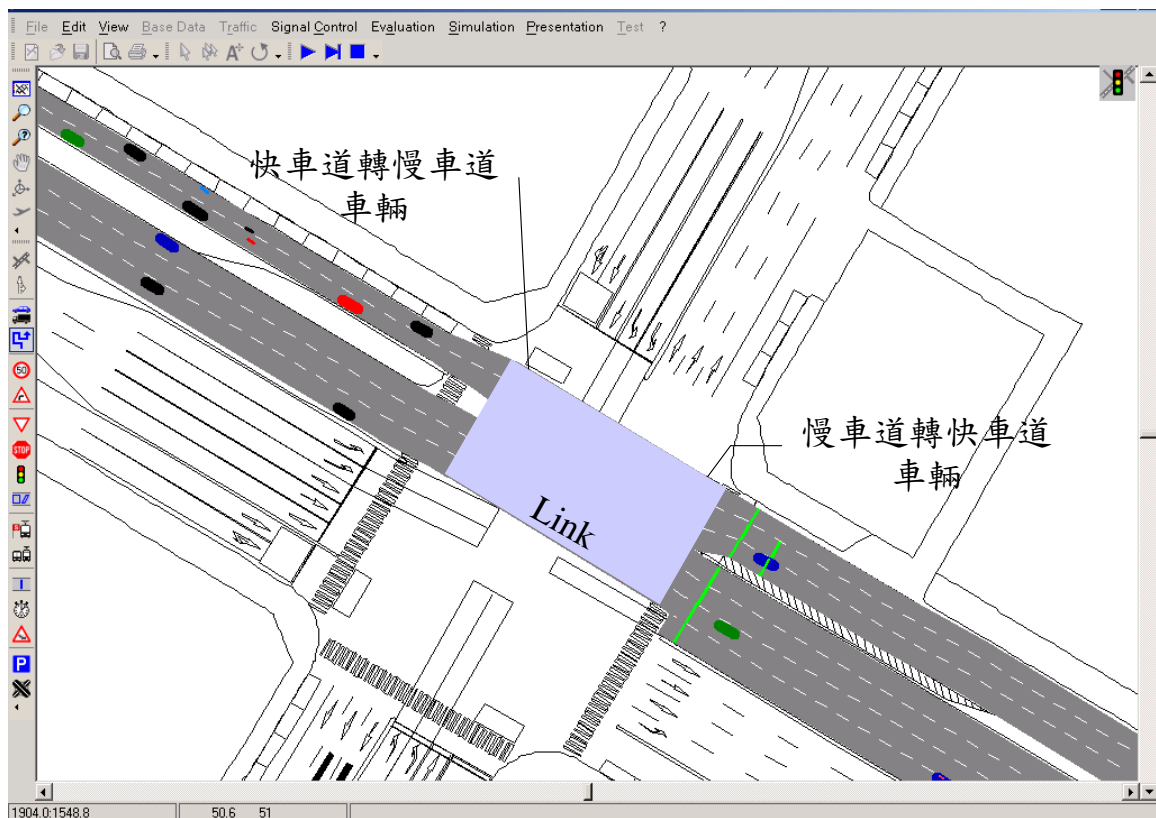 File Edit View Base Data Traffic Signal Control Evaluation Simulation Presentation Test ?
快車道轉慢車道
車輛
慢車道轉快車道
車輛
Link
50
STOP
P
1904.0:1548.8 50.6 51